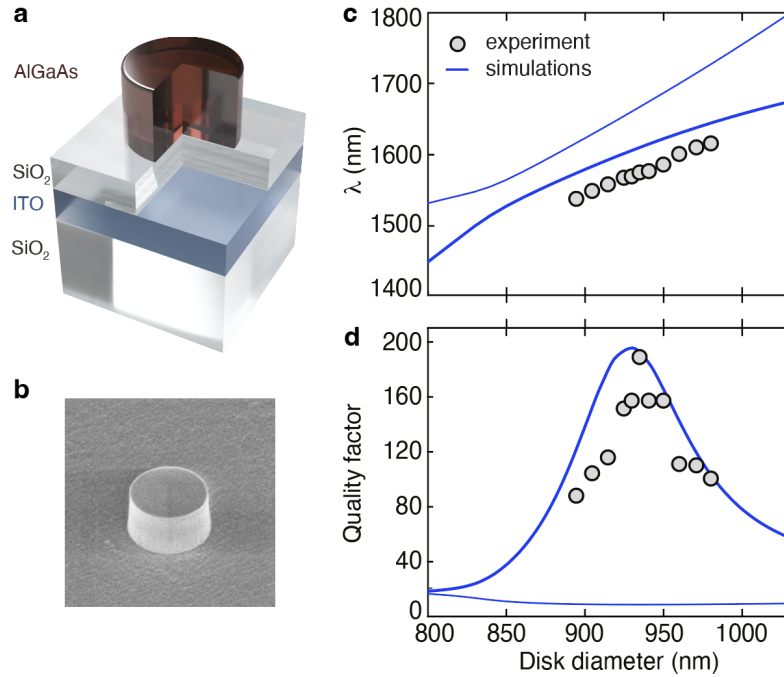 a
AlGaAs
SiO2
ITO
SiO2
b
c
1800
1700
1600
1500
1400
λ (nm)
experiment
simulations
d
200
160
120
80
40
0
Quality factor
800 850 900 950 1000
Disk diameter (nm)